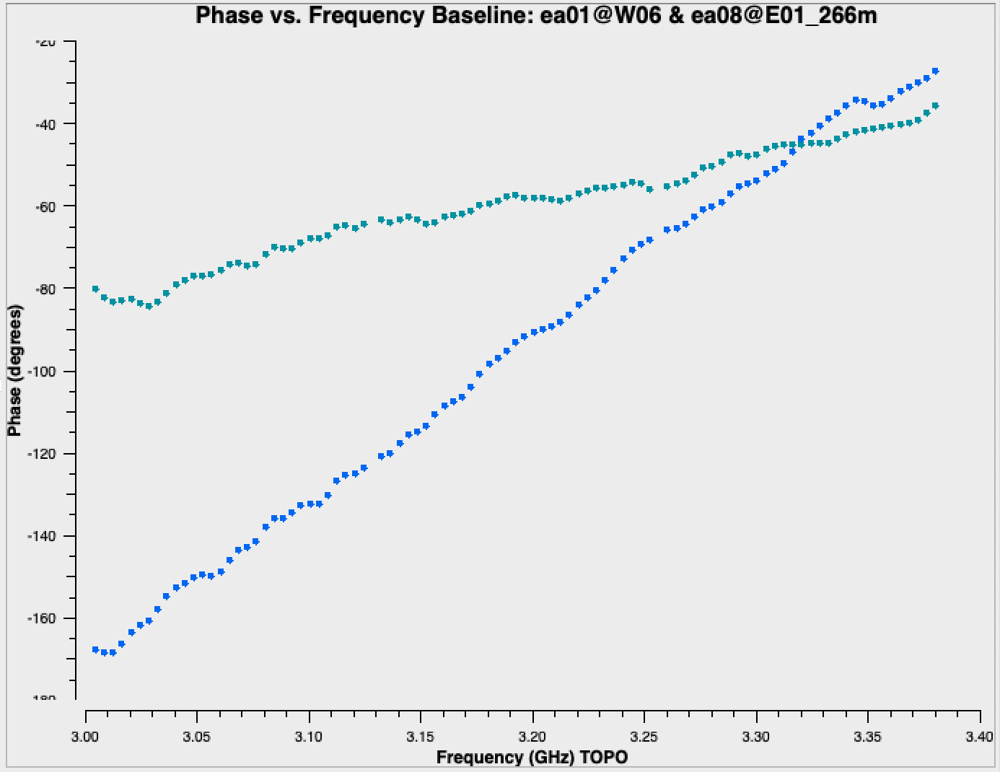 Phase vs. Frequency Baseline: ea01@W06 & ea08@E01_266m
-20
-40
-60
-80
-100
-120
-140
-160
-180
Phase (degrees)
3.00 3.05 3.10 3.15 3.20 3.25 3.30 3.35 3.40
Frequency (GHz) TOPO